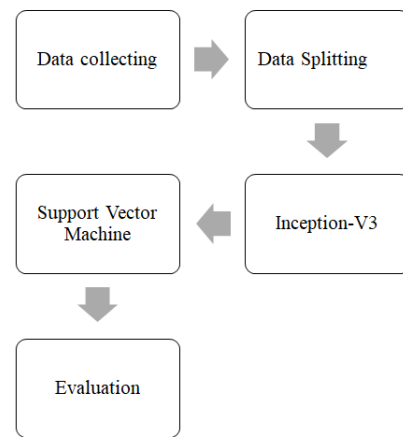 Data collecting
Data Splitting
Inception-V3
Support Vector
Machine
Evaluation